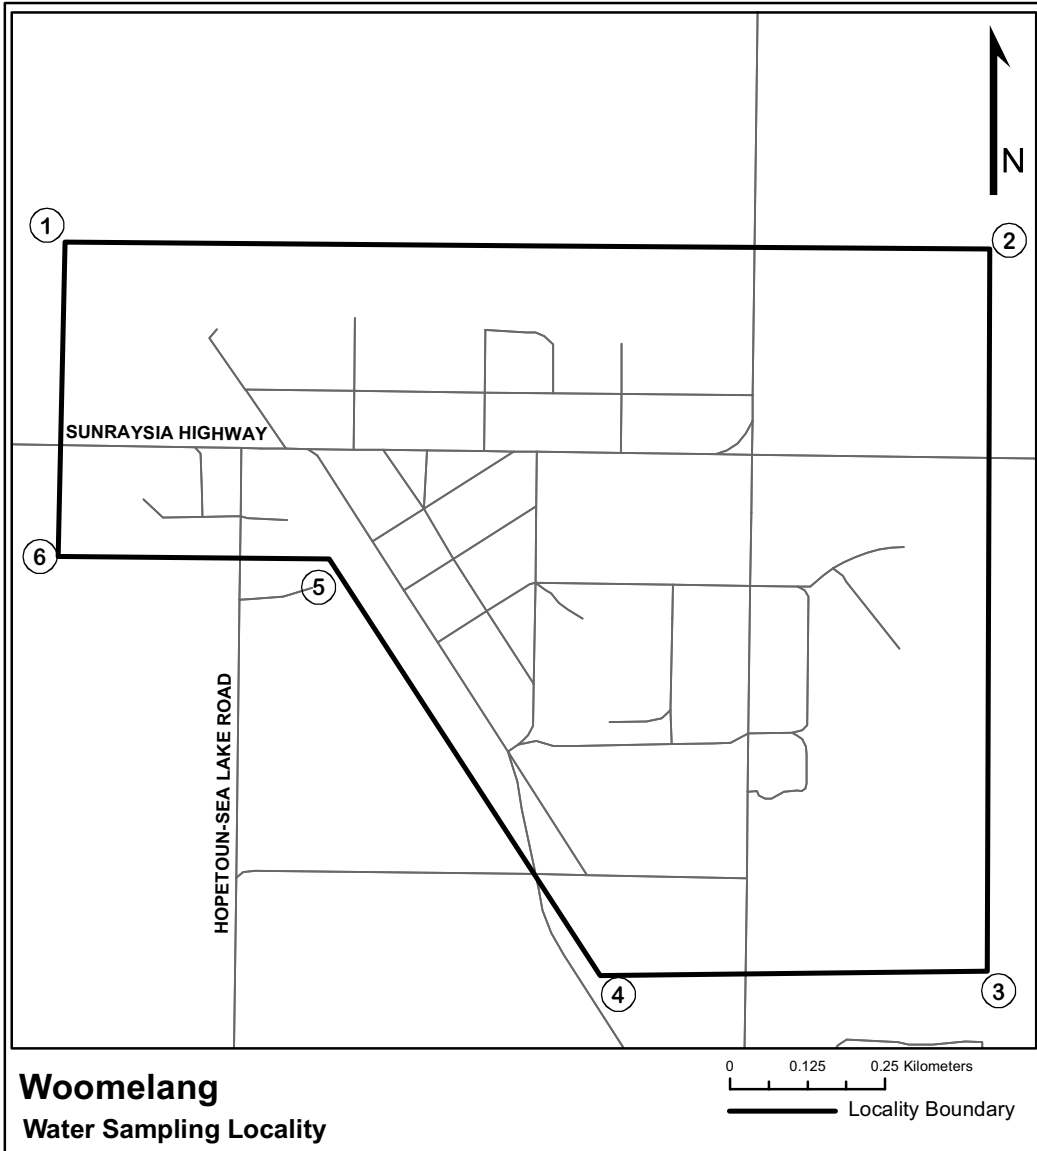 N
1
2
SUNRAYSIA HIGHWAY
6
5
HOPETOUN-SEA LAKE ROAD
4
3
Woomelang
Water Sampling Locality
0 0.125 0.25 Kilometers
Locality Boundary